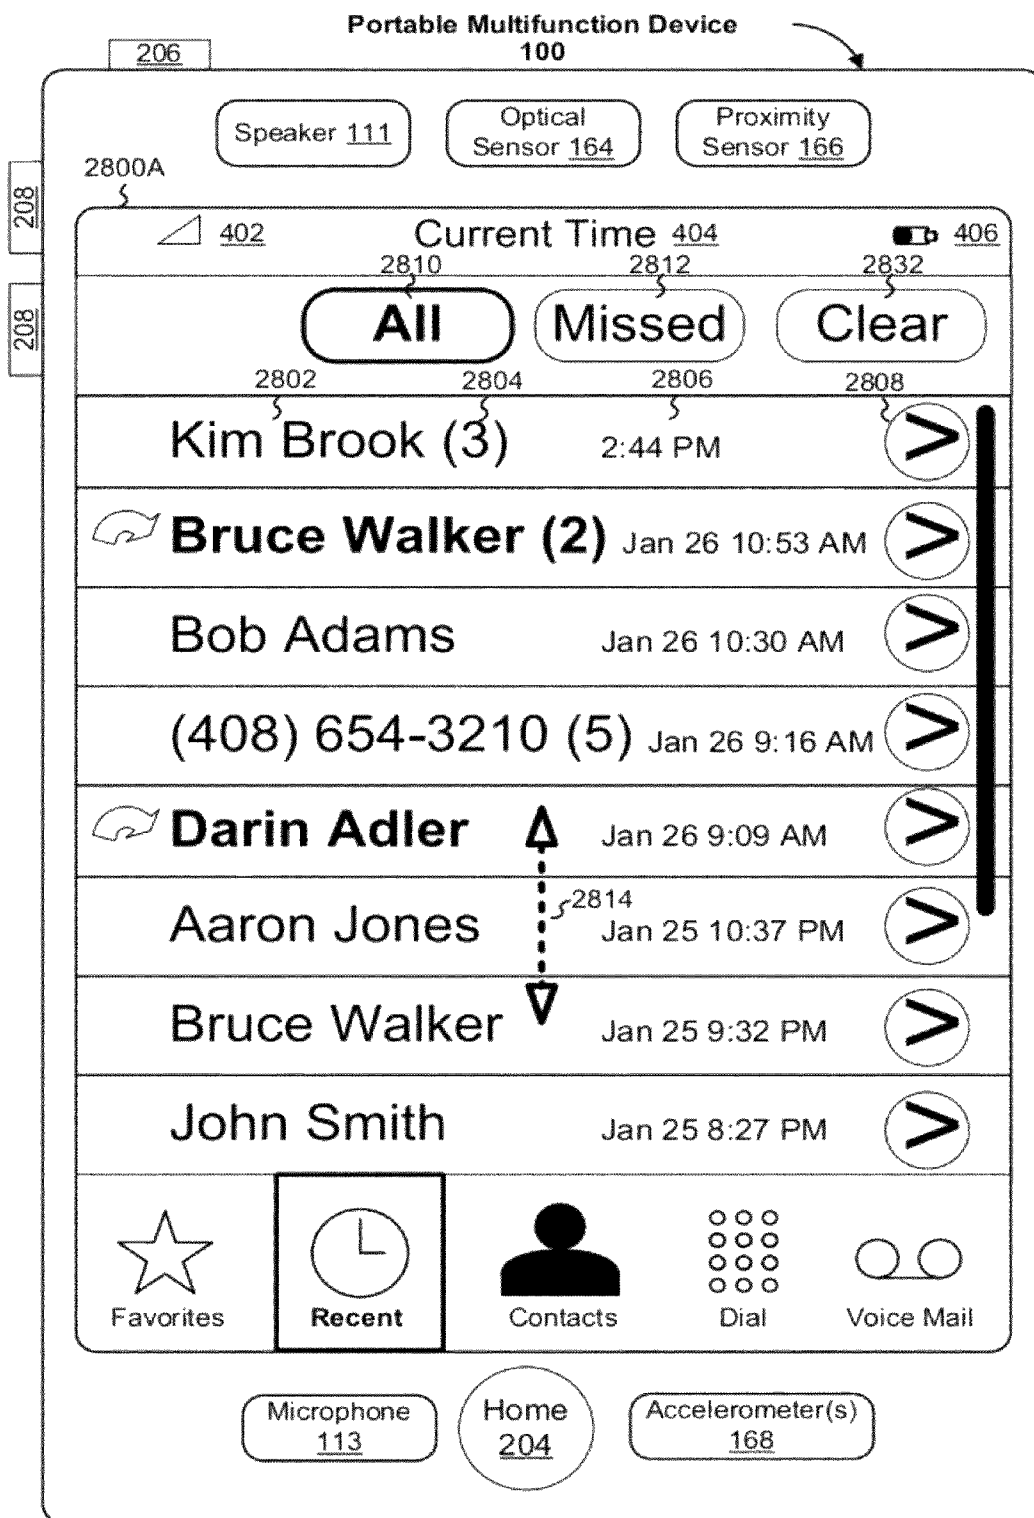 Portable Multifunction Device
100
206
Speaker 111
Optical
Sensor 164
Proximity
Sensor 166
2800A
208
208
402
Current Time 404
406
2810
2812
2832
All
Missed
Clear
2802
2804
2806
2808
Kim Brook (3) 2:44 PM >
Bruce Walker (2) Jan 26 10:53 AM >
Bob Adams Jan 26 10:30 AM >
(408) 654-3210 (5) Jan 26 9:16 AM >
Darin Adler Jan 26 9:09 AM >
2814
Aaron Jones Jan 25 10:37 PM >
Bruce Walker Jan 25 9:32 PM >
John Smith Jan 25 8:27 PM >
Favorites
Recent
Contacts
Dial
Voice Mail
Microphone
113
Home
204
Accelerometer(s)
168